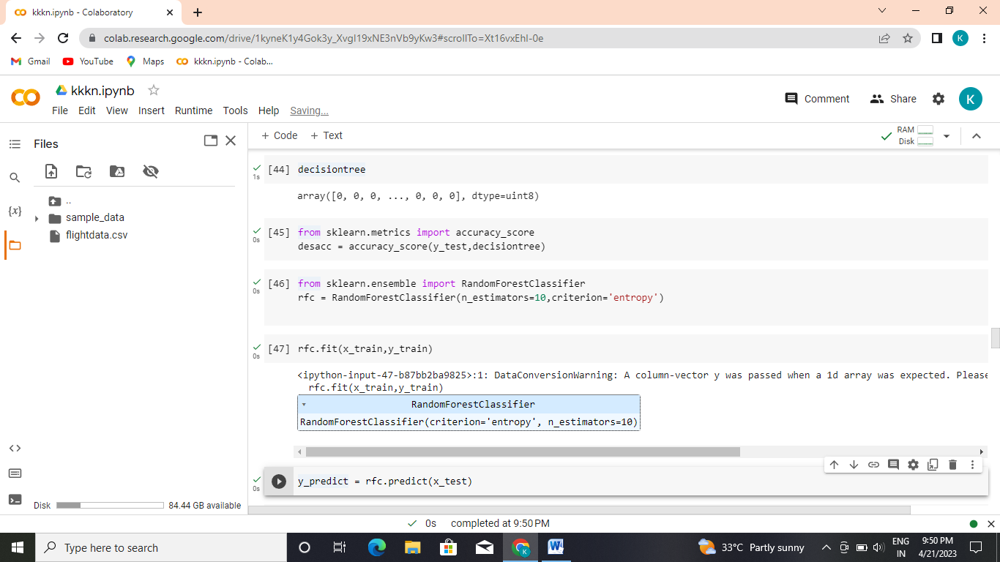 kkkn.ipynb - Colaboratory
colab.research.google.com/drive/1kyneK1y4Gok3y_XvgI19xNE3nVb9yKw3#scrollTo=Xt16vxEhI-0e
K
Gmail
YouTube
Maps
kkkn.ipynb - Colab...
kkkn.ipynb
File Edit View Insert Runtime Tools Help Saving...
Comment
Share
K
Files
+ Code + Text
RAM
Disk
{x}
..
sample_data
flightdata.csv
1s
[44] decisiontree
array([0, 0, 0, ..., 0, 0, 0], dtype=uint8)
0s
[45] from sklearn.metrics import accuracy_score
desacc = accuracy_score(y_test,decisiontree)
0s
[46] from sklearn.ensemble import RandomForestClassifier
rfc = RandomForestClassifier(n_estimators=10,criterion='entropy')
0s
[47] rfc.fit(x_train,y_train)
<ipython-input-47-b87bb2ba9825>:1: DataConversionWarning: A column-vector y was passed when a 1d array was expected. Please
rfc.fit(x_train,y_train)
RandomForestClassifier
RandomForestClassifier(criterion='entropy', n_estimators=10)
0s
y_predict = rfc.predict(x_test)
Disk 84.44 GB available
0s completed at 9:50 PM
Type here to search
K
W
33°C Partly sunny
ENG
IN
9:50 PM
4/21/2023